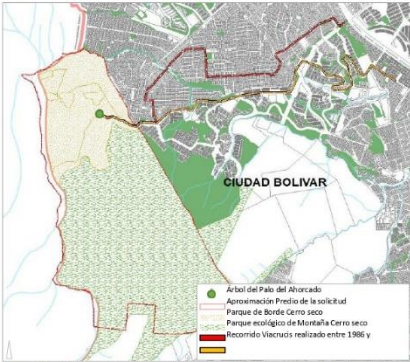 CIUDAD BOLIVAR
Árbol del Palo del Ahorcado
Aproximación Predio de la solicitud
Parque de Borde Cerro seco
Parque ecológico de Montaña Cerro seco
Recorrido Viacrucis realizado entre 1986 y